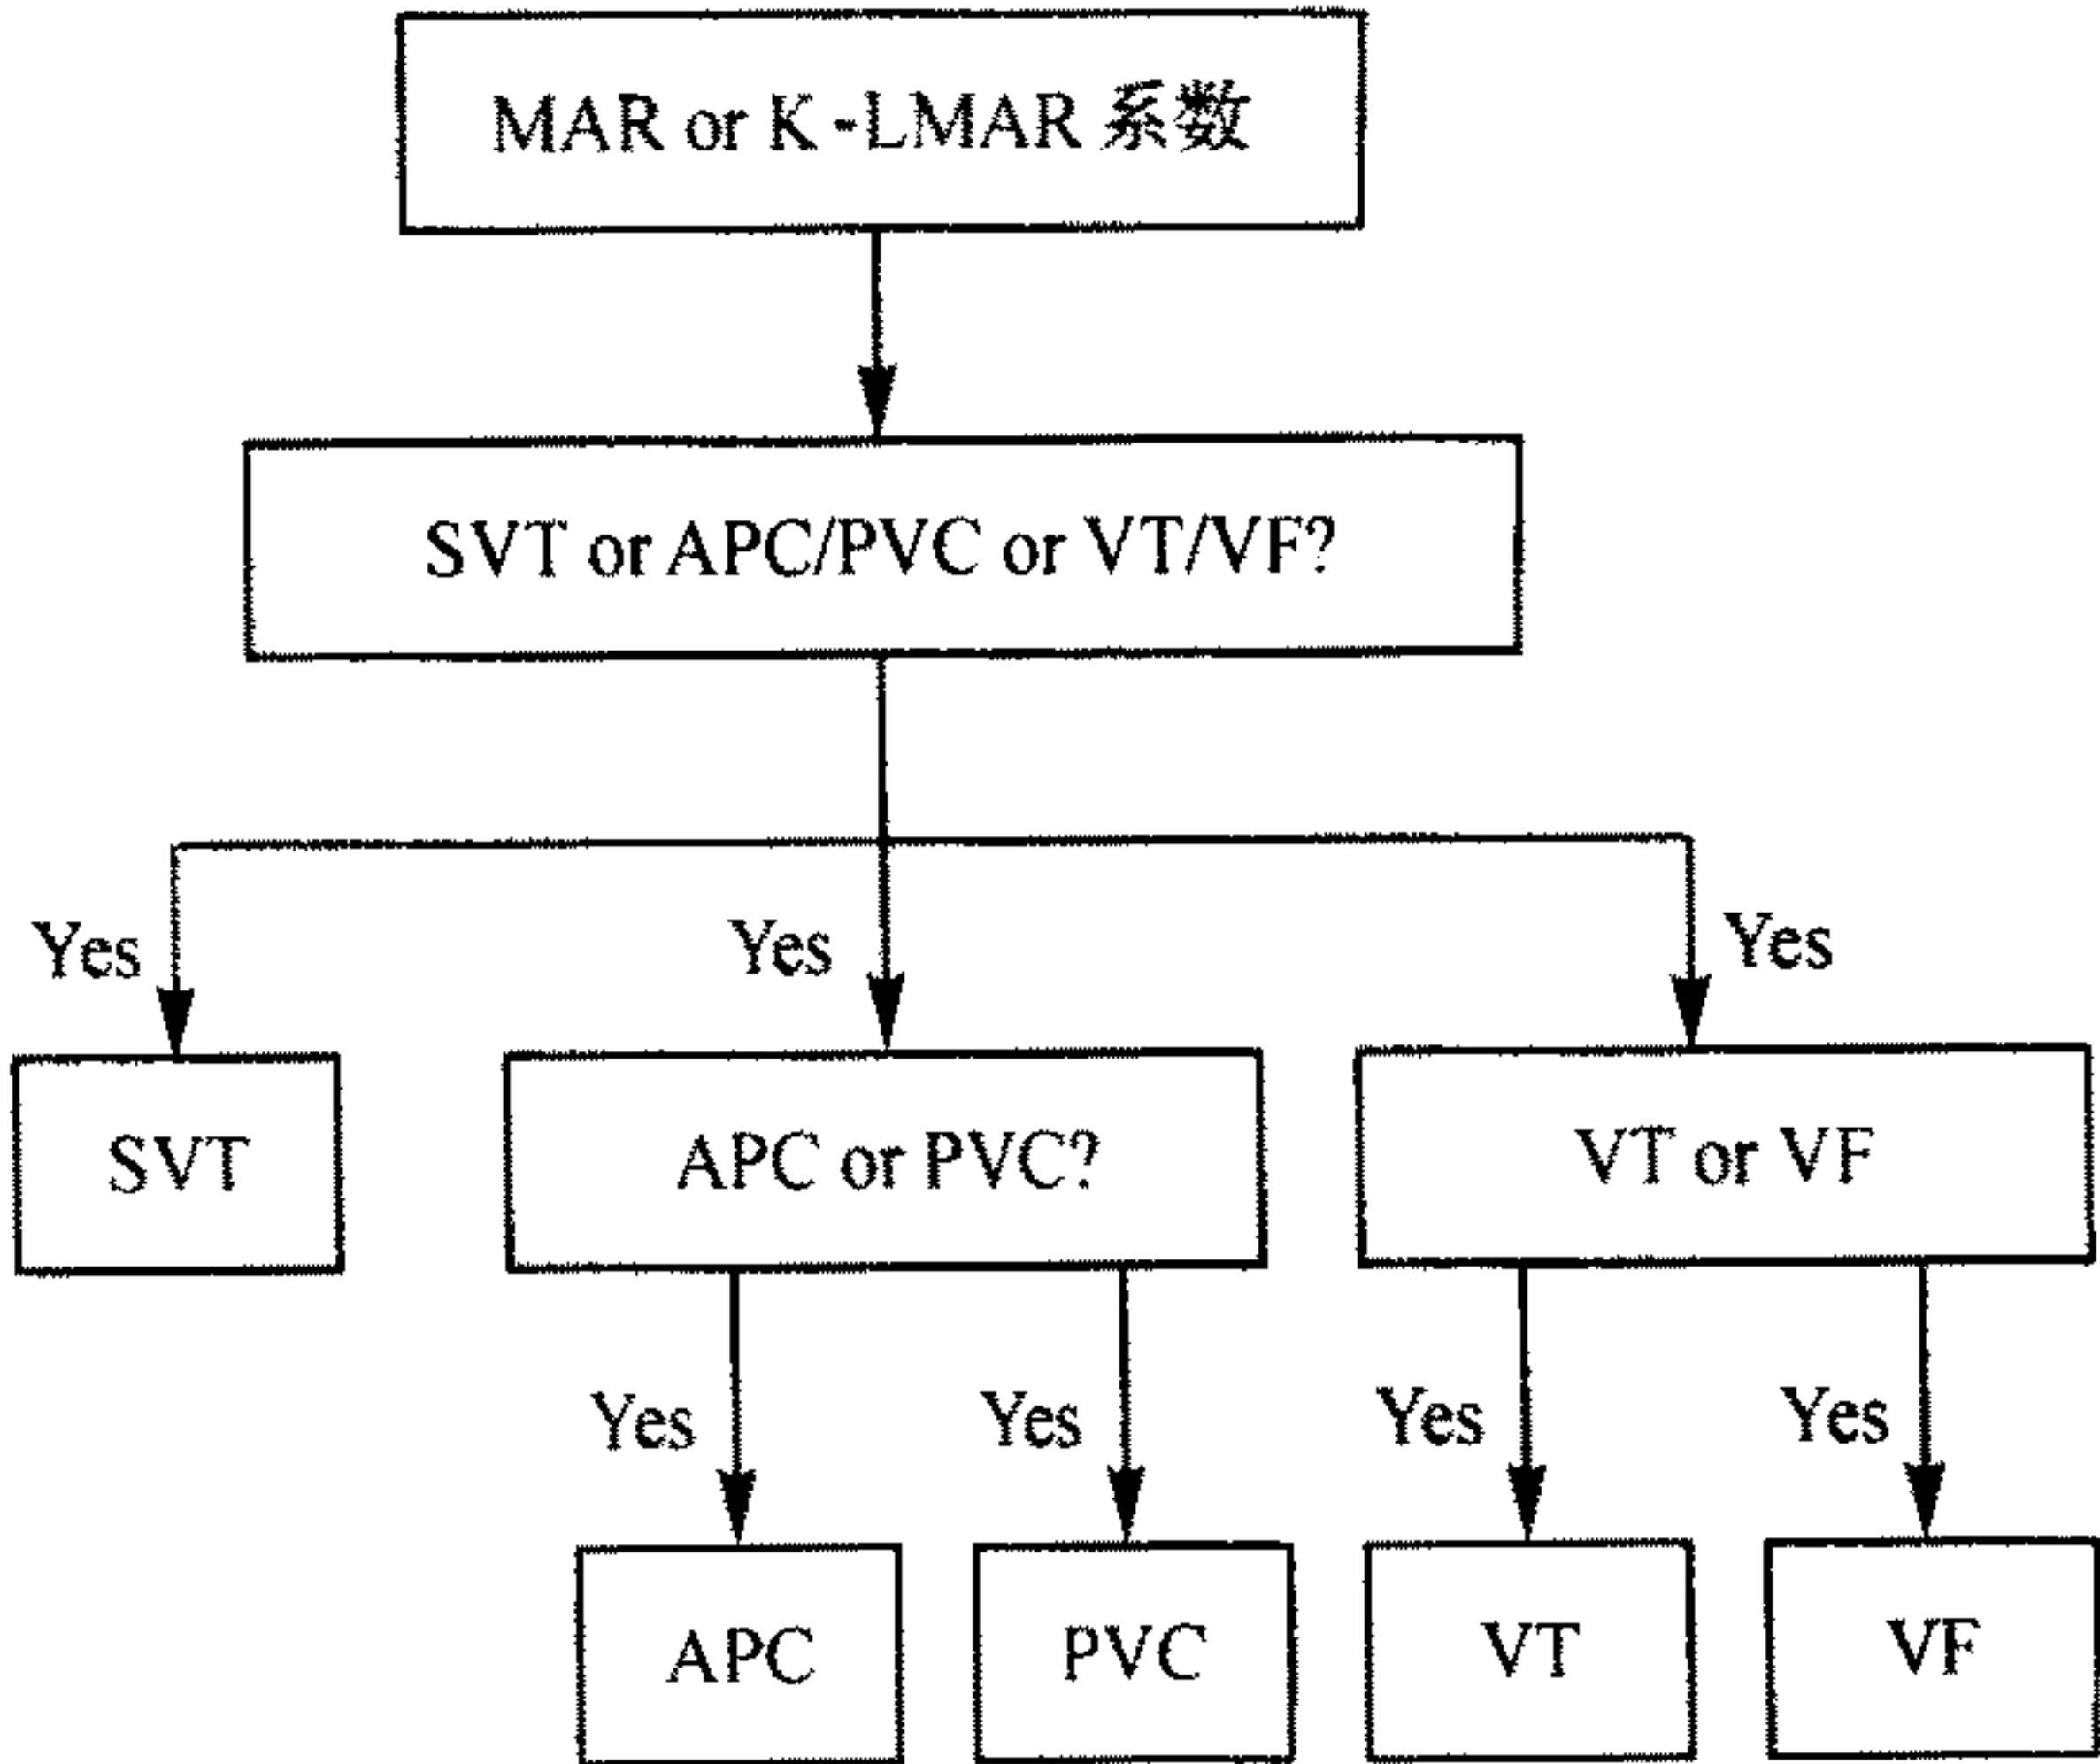 MAR or K-LMAR 系数
SVT or APC/PVC or VT/VF?
Yes
Yes
Yes
SVT
APC or PVC?
VT or VF
Yes
Yes
Yes
Yes
APC
PVC
VT
VF